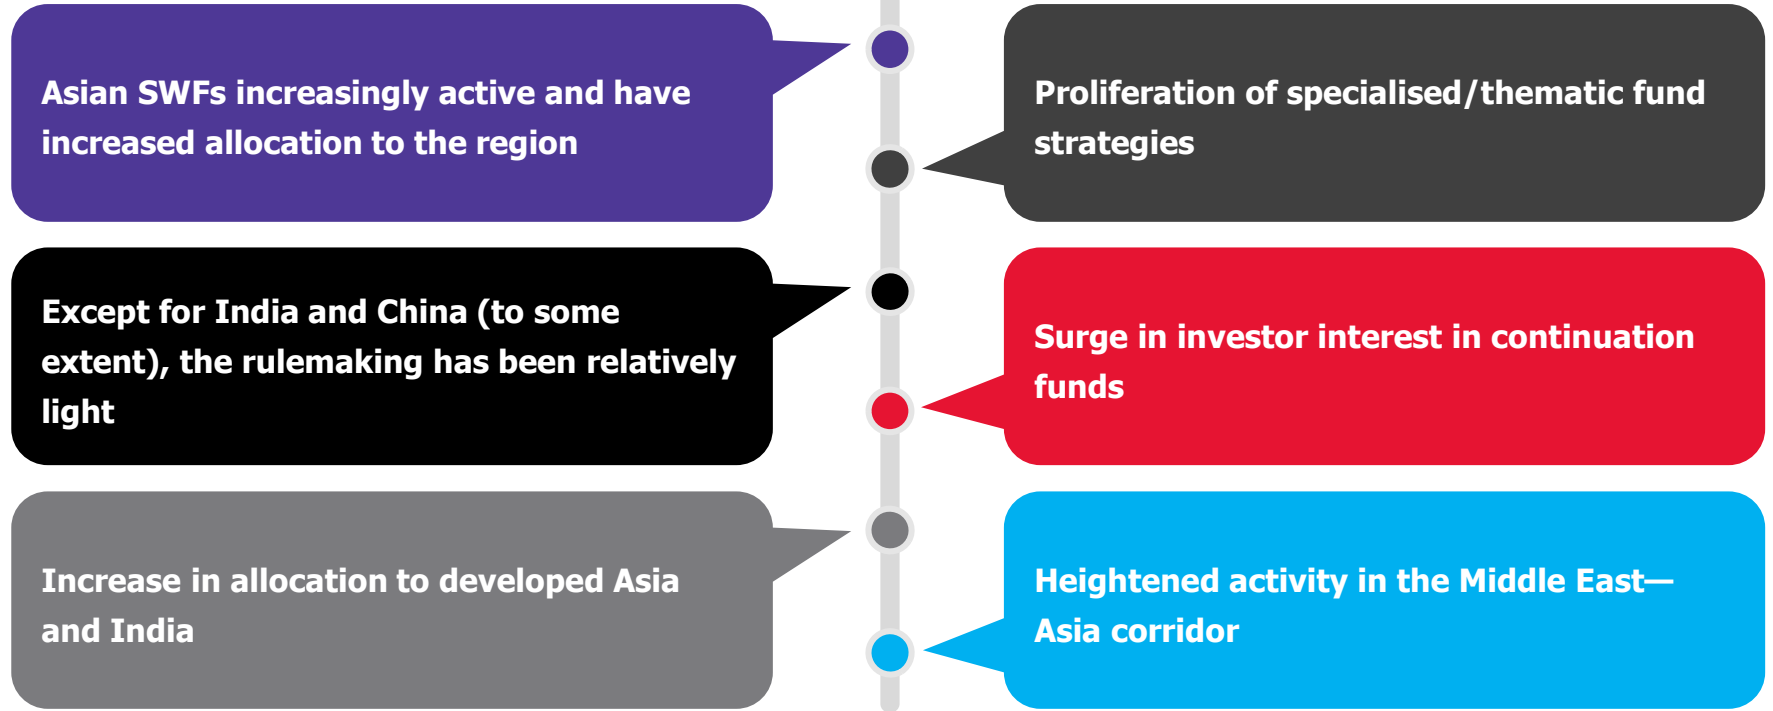 Asian SWFs increasingly active and have
increased allocation to the region
Proliferation of specialised/thematic fund
strategies
Except for India and China (to some
extent), the rulemaking has been relatively
light
Surge in investor interest in continuation
funds
Increase in allocation to developed Asia
and India
Heightened activity in the Middle East—
Asia corridor